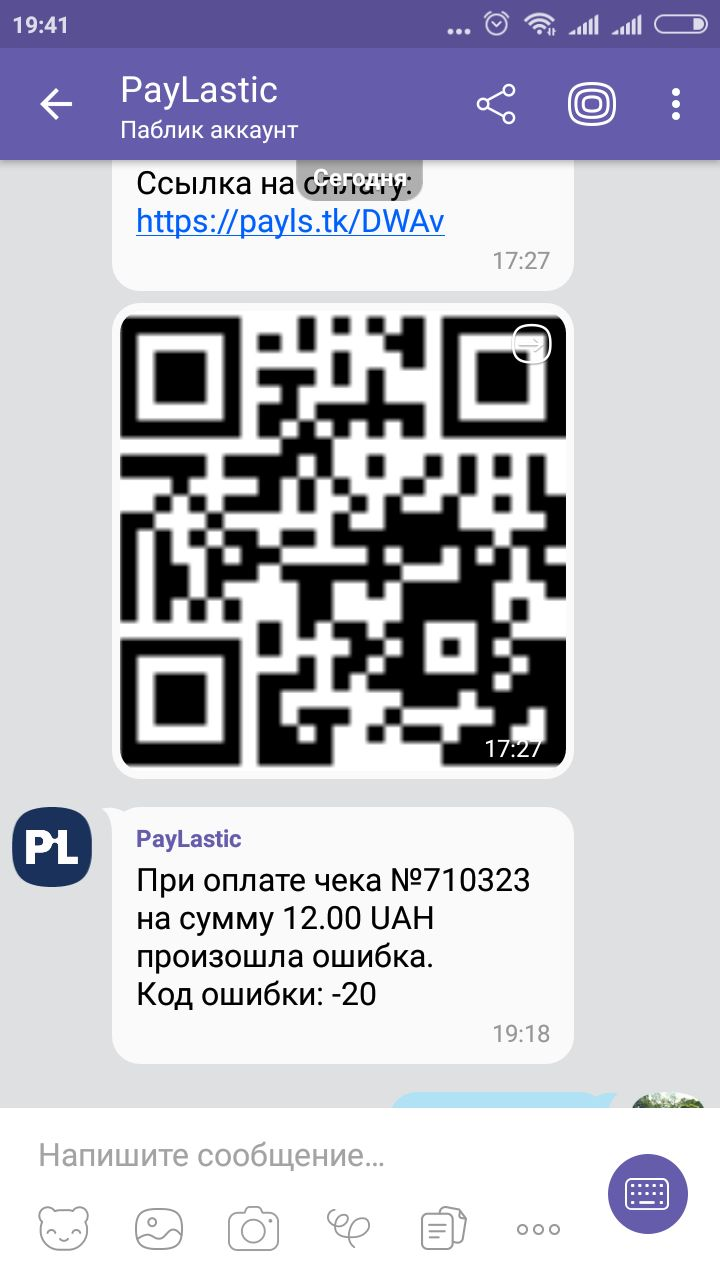 19:41
PayLastic
Паблик аккаунт
Сегодня
Ссылка на оплату:
https://payls.tk/DWAv
17:27
17:27
PL
PayLastic
При оплате чека №710323
на сумму 12.00 UAH
произошла ошибка.
Код ошибки: -20
19:18
Напишите сообщение...